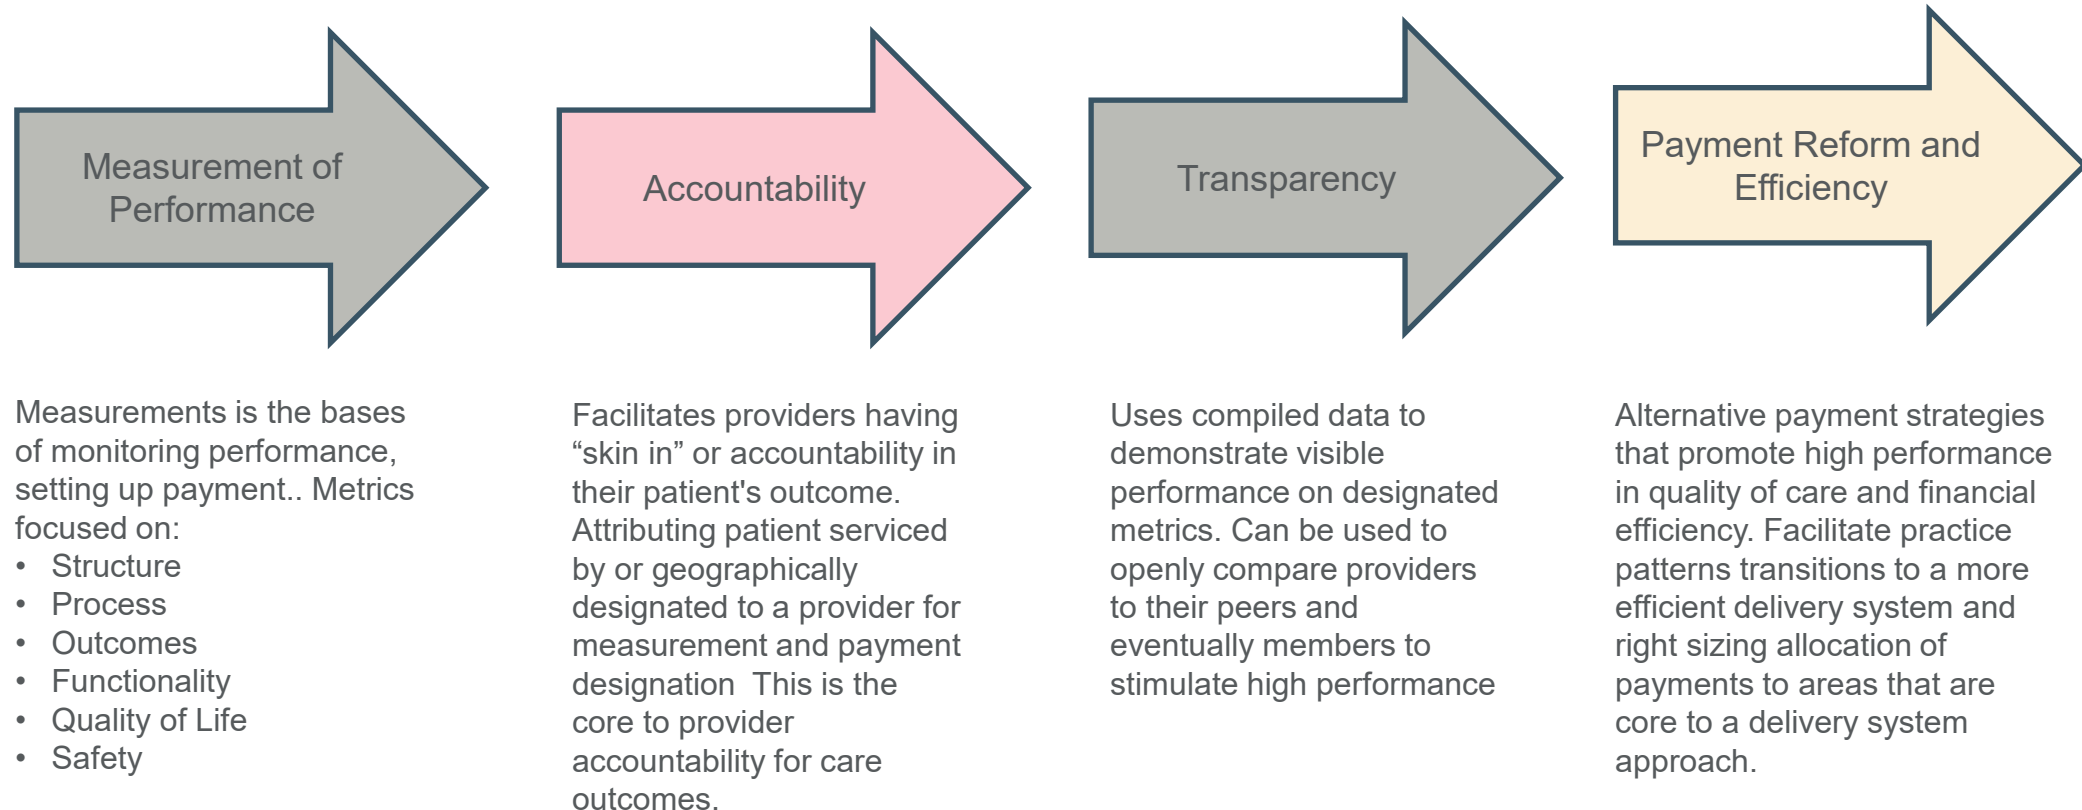 Measurement of
Performance
Accountability
Transparency
Payment Reform and
Efficiency
Measurements is the bases
of monitoring performance,
setting up payment.. Metrics
focused on:
• Structure
• Process
• Outcomes
• Functionality
• Quality of Life
• Safety
Facilitates providers having
“skin in” or accountability in
their patient's outcome.
Attributing patient serviced
by or geographically
designated to a provider for
measurement and payment
designation  This is the
core to provider
accountability for care
outcomes.
Uses compiled data to
demonstrate visible
performance on designated
metrics. Can be used to
openly compare providers
to their peers and
eventually members to
stimulate high performance
Alternative payment strategies
that promote high performance
in quality of care and financial
efficiency. Facilitate practice
patterns transitions to a more
efficient delivery system and
right sizing allocation of
payments to areas that are
core to a delivery system
approach.